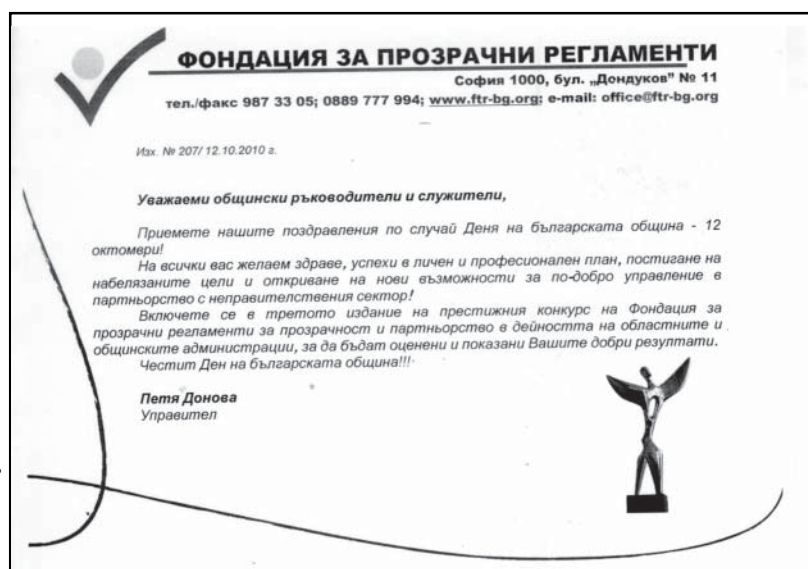 ФОНДАЦИЯ ЗА ПРОЗРАЧНИ РЕГЛАМЕНТИ
София 1000, бул. „Дондуков” № 11
тел./факс 987 33 05; 0889 777 994; www.ftr-bg.org; e-mail: office@ftr-bg.org
Изх. № 207/ 12.10.2010 г.
Уважаеми общински ръководители и служители,
Приемете нашите поздравления по случай Деня на българската община - 12
октомври!
На всички вас желаем здраве, успехи в личен и професионален план, постигане на
набелязаните цели и откриване на нови възможности за по-добро управление в
партньорство с неправителствения сектор!
Включете се в третото издание на престижния конкурс на Фондация за
прозрачни регламенти за прозрачност и партньорство в дейността на областните и
общинските администрации, за да бъдат оценени и показани Вашите добри резултати.
Честит Ден на българската община!!!
Петя Донова
Управител